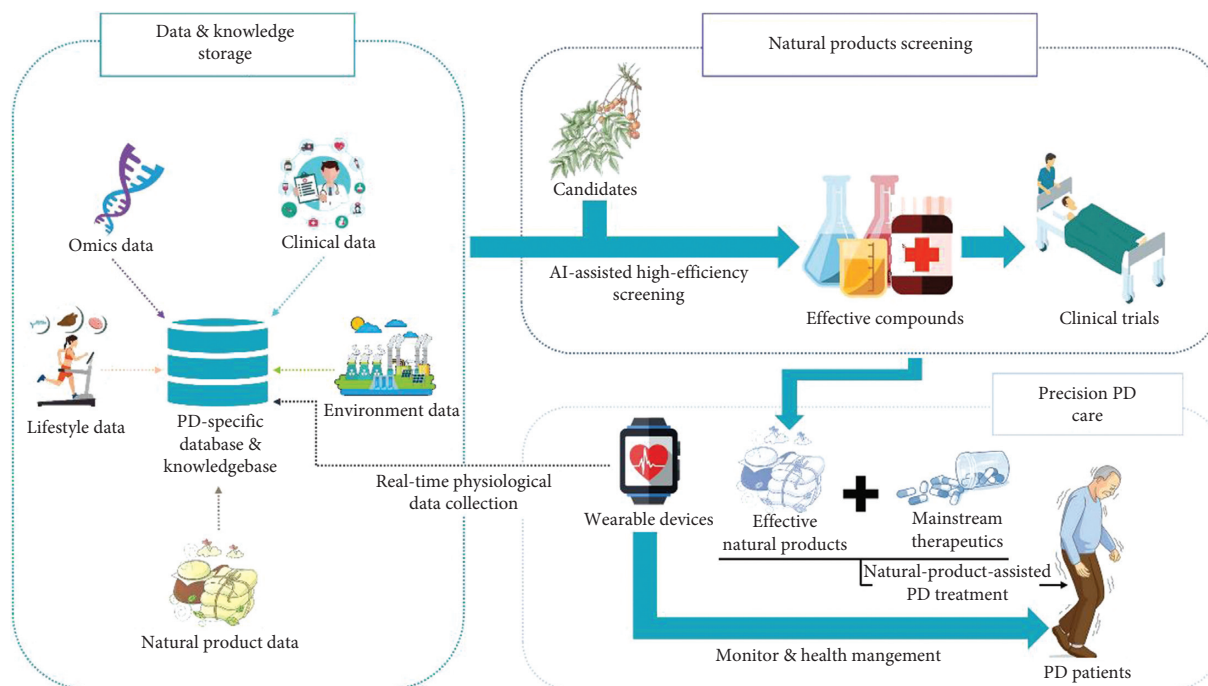 Data & knowledge
storage
Omics data
Clinical data
Lifestyle data
PD-specific
database &
knowledgebase
Environment data
Natural product data
Natural products screening
Candidates
AI-assisted high-efficiency
screening
Effective compounds
Clinical trials
Precision PD
care
Real-time physiological
data collection
Wearable devices
Effective
natural products
Mainstream
therapeutics
Natural-product-assisted
PD treatment
Monitor & health mangement
PD patients